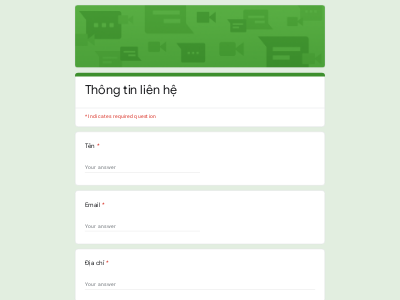 Thông tin liên hệ
* Indicates required question
Tên *
Your answer
Email *
Your answer
Địa chỉ *
Your answer